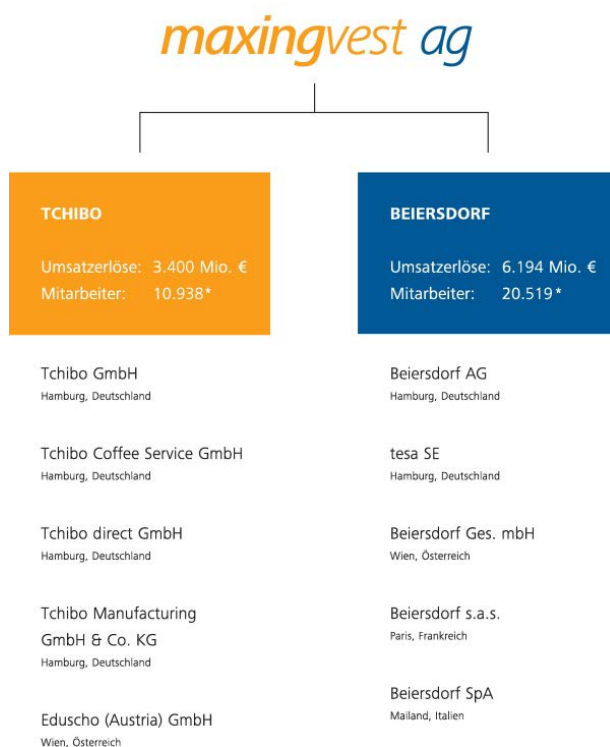 maxingvest ag
TCHIBO
Umsatzerlöse: 3.400 Mio. €
Mitarbeiter: 10.938*
Tchibo GmbH
Hamburg, Deutschland
Tchibo Coffee Service GmbH
Hamburg, Deutschland
Tchibo direct GmbH
Hamburg, Deutschland
Tchibo Manufacturing
GmbH & Co. KG
Hamburg, Deutschland
Eduscho (Austria) GmbH
Wien, Österreich
BEIERSDORF
Umsatzerlöse: 6.194 Mio. €
Mitarbeiter: 20.519*
Beiersdorf AG
Hamburg, Deutschland
tesa SE
Hamburg, Deutschland
Beiersdorf Ges. mbH
Wien, Österreich
Beiersdorf s.a.s.
Paris, Frankreich
Beiersdorf SpA
Mailand, Italien